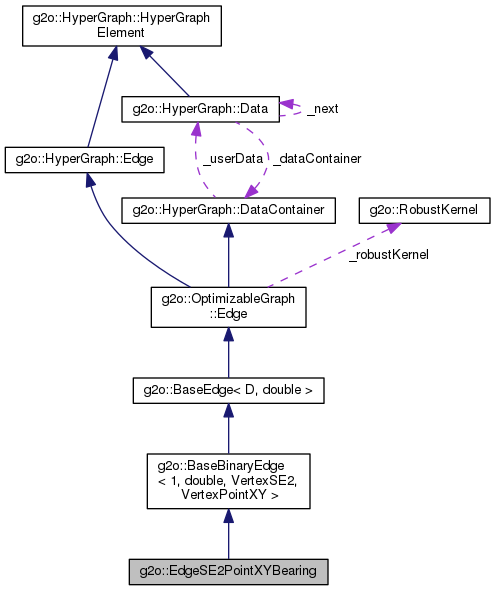 g2o::HyperGraph::HyperGraph
Element
g2o::HyperGraph::Data
_next
g2o::HyperGraph::Edge
_userData
_dataContainer
g2o::HyperGraph::DataContainer
g2o::RobustKernel
_robustKernel
g2o::OptimizableGraph
::Edge
g2o::BaseEdge< D, double >
g2o::BaseBinaryEdge
< 1, double, VertexSE2,
VertexPointXY >
g2o::EdgeSE2PointXYBearing